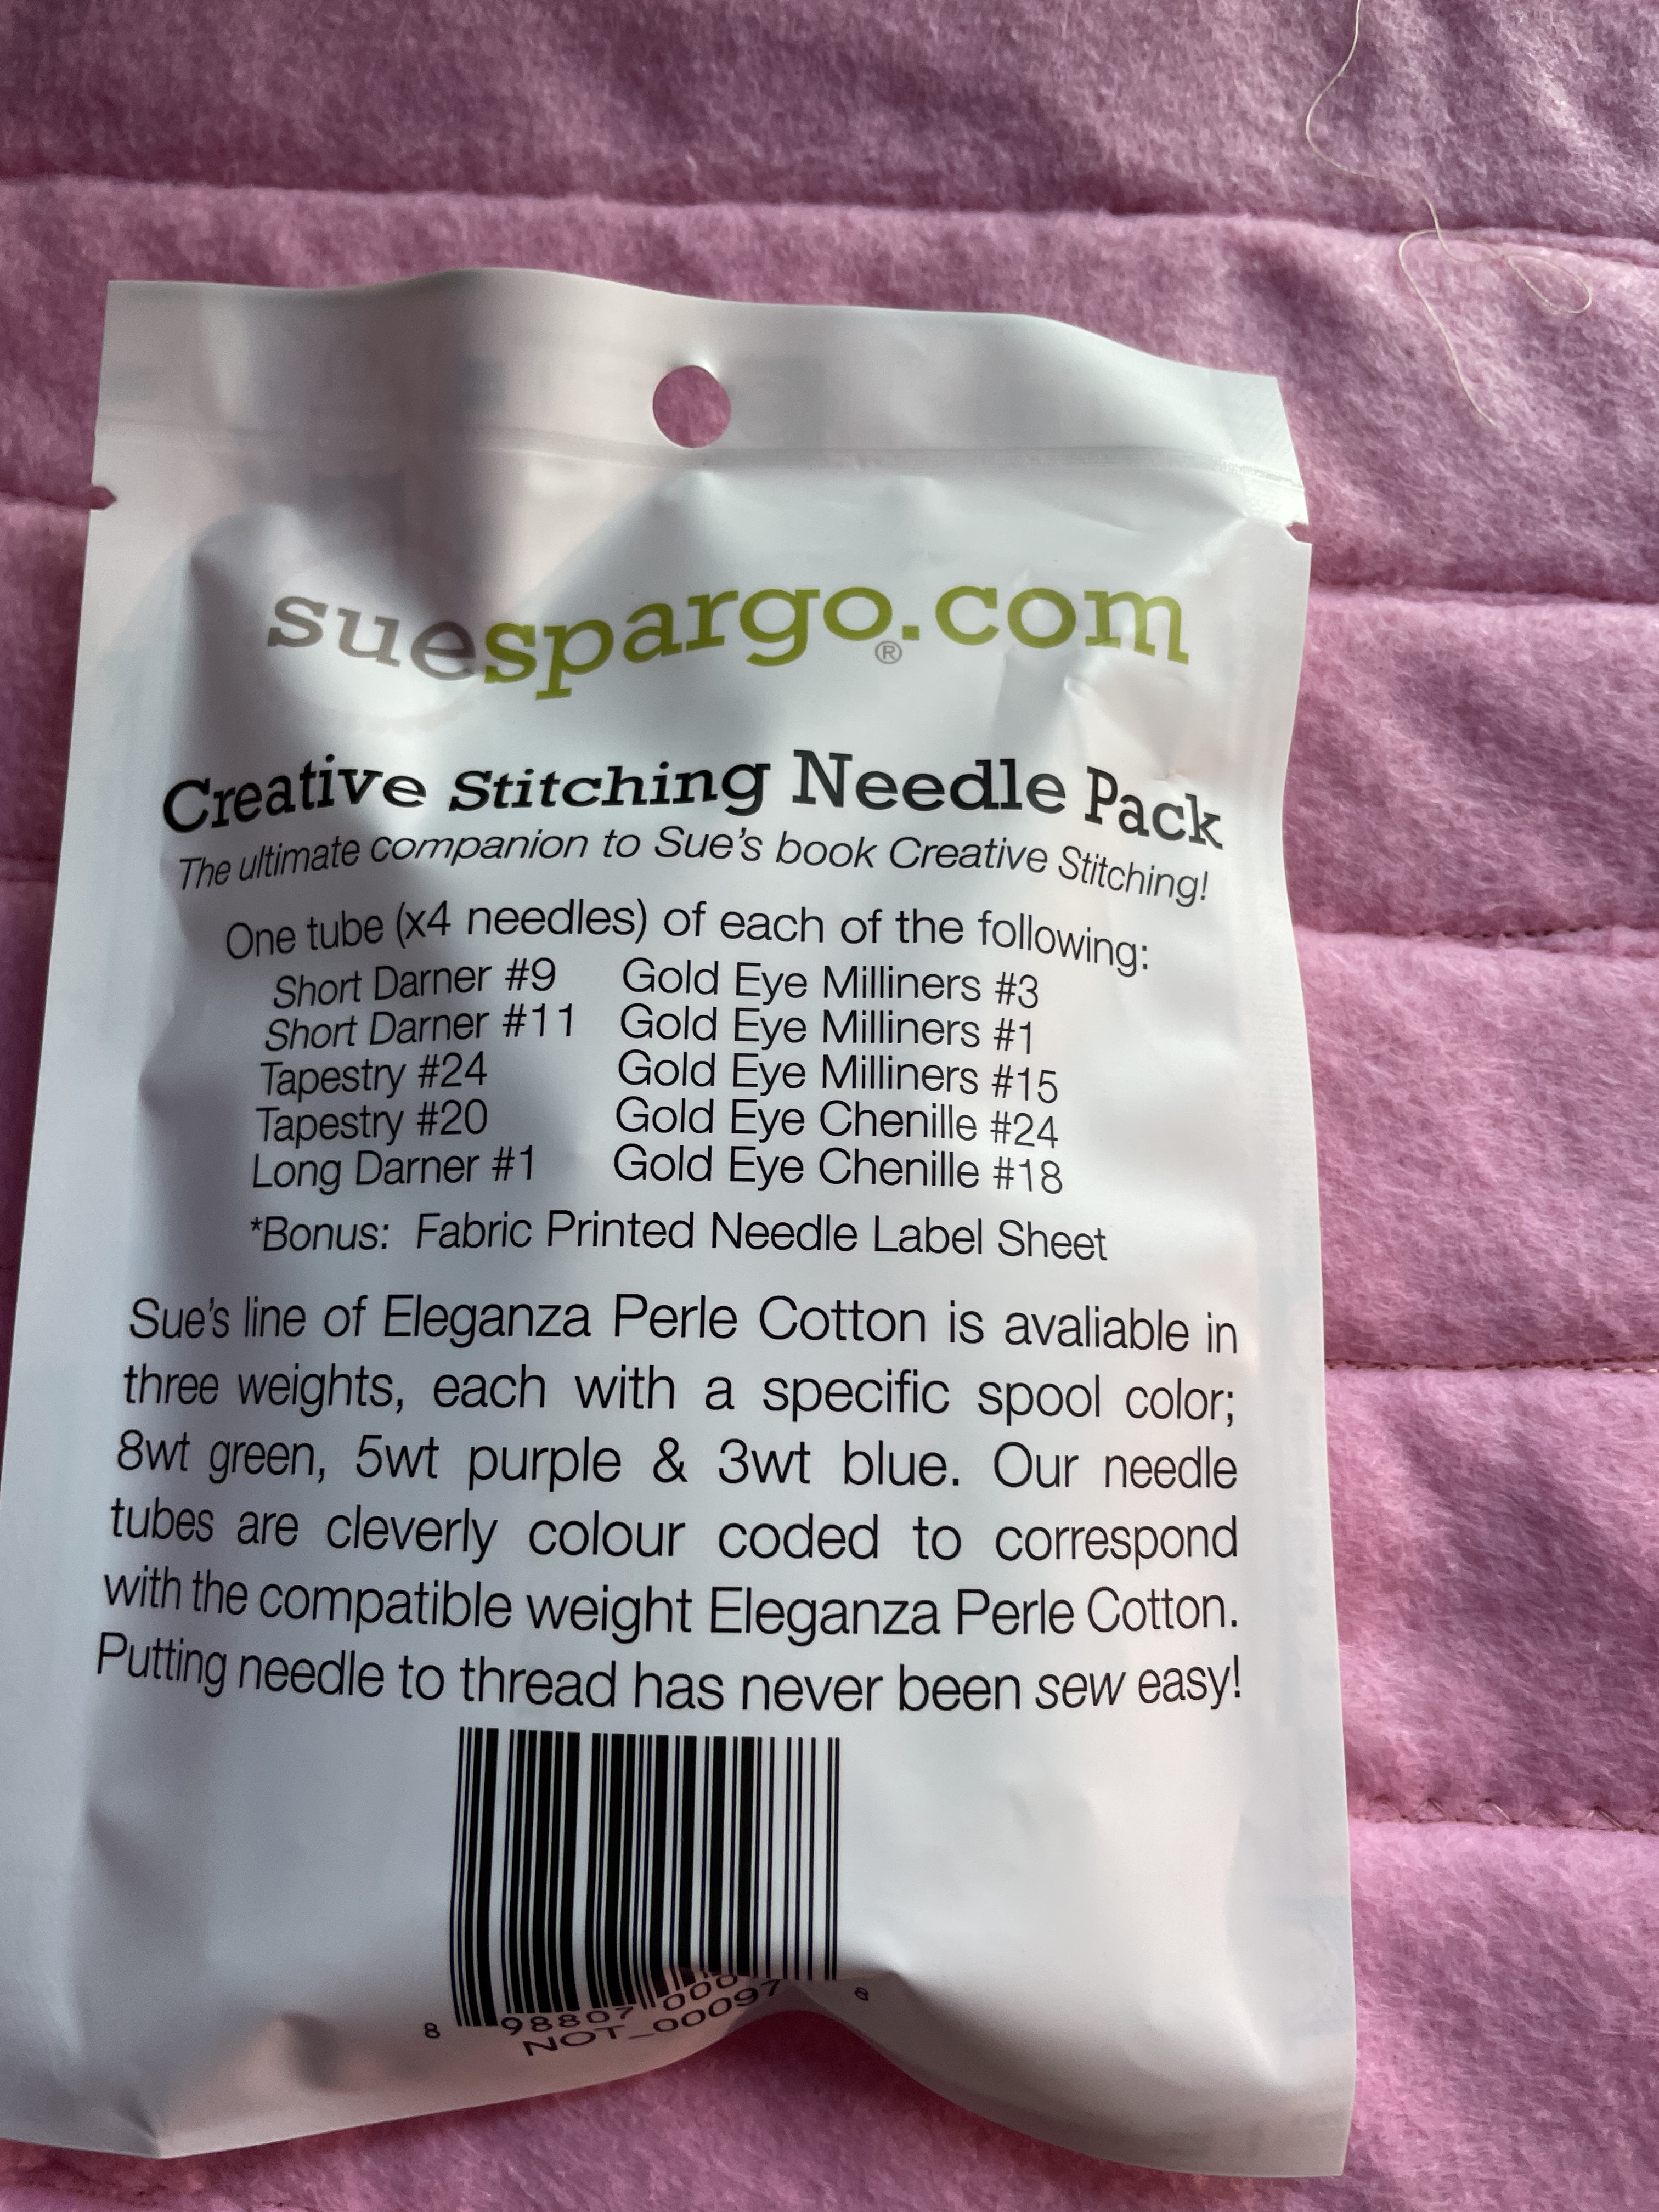 suespargo.com
®
Creative Stitching Needle Pack
The ultimate companion to Sue's book Creative Stitching!
One tube (x4 needles) of each of the following:
Short Darner #9 Gold Eye Milliners #3
Short Darner #11 Gold Eye Milliners #1
Tapestry #24 Gold Eye Milliners #15
Tapestry #20 Gold Eye Chenille #24
Long Darner #1 Gold Eye Chenille #18
*Bonus: Fabric Printed Needle Label Sheet
Sue's line of Eleganza Perle Cotton is avaliable in
three weights, each with a specific spool color;
8wt green, 5wt purple & 3wt blue. Our needle
tubes are cleverly colour coded to correspond
with the compatible weight Eleganza Perle Cotton.
Putting needle to thread has never been sew easy!
8 98807
NOT_00097